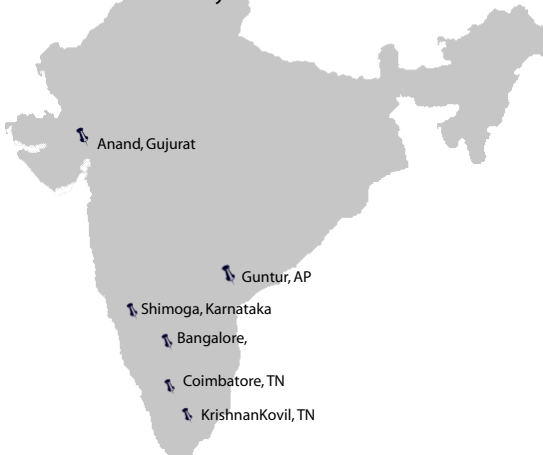 Anand, Gujurat
Guntur, AP
Shimoga, Karnataka
Bangalore,
Coimbatore, TN
KrishnanKovil, TN